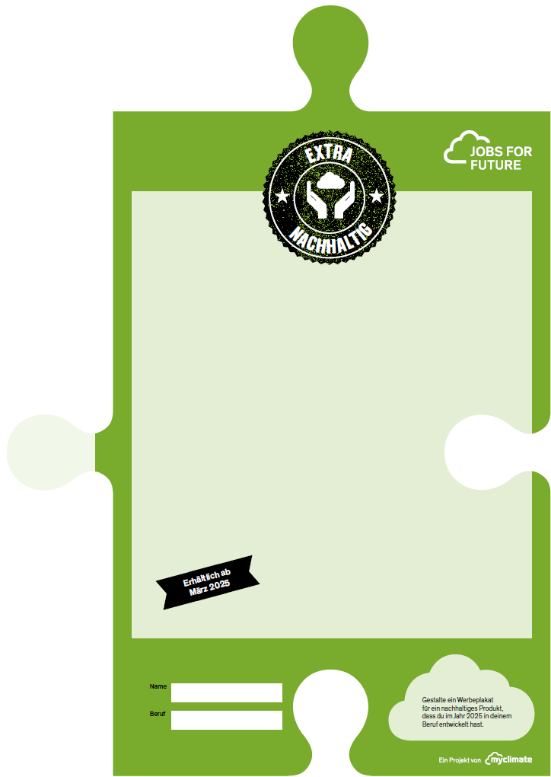 EXTRA
NACHHALTIG
JOBS FOR
FUTURE
Erhältlich ab
März 2025
Name
Beruf
Gestalte ein Werbeplakat
für ein nachhaltiges Produkt,
dass du im Jahr 2025 in deinem
Beruf entwickelt hast.
Ein Projekt von myclimate